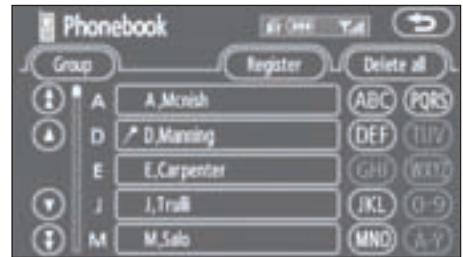 Phonebook
Group Register Delete all
A A,Mcnish ABC PQRS
D D,Manning DEF TUV
E E,Carpenter GHI WXYZ
J J,Trulli JKL 0-9
M M,Salo MNO